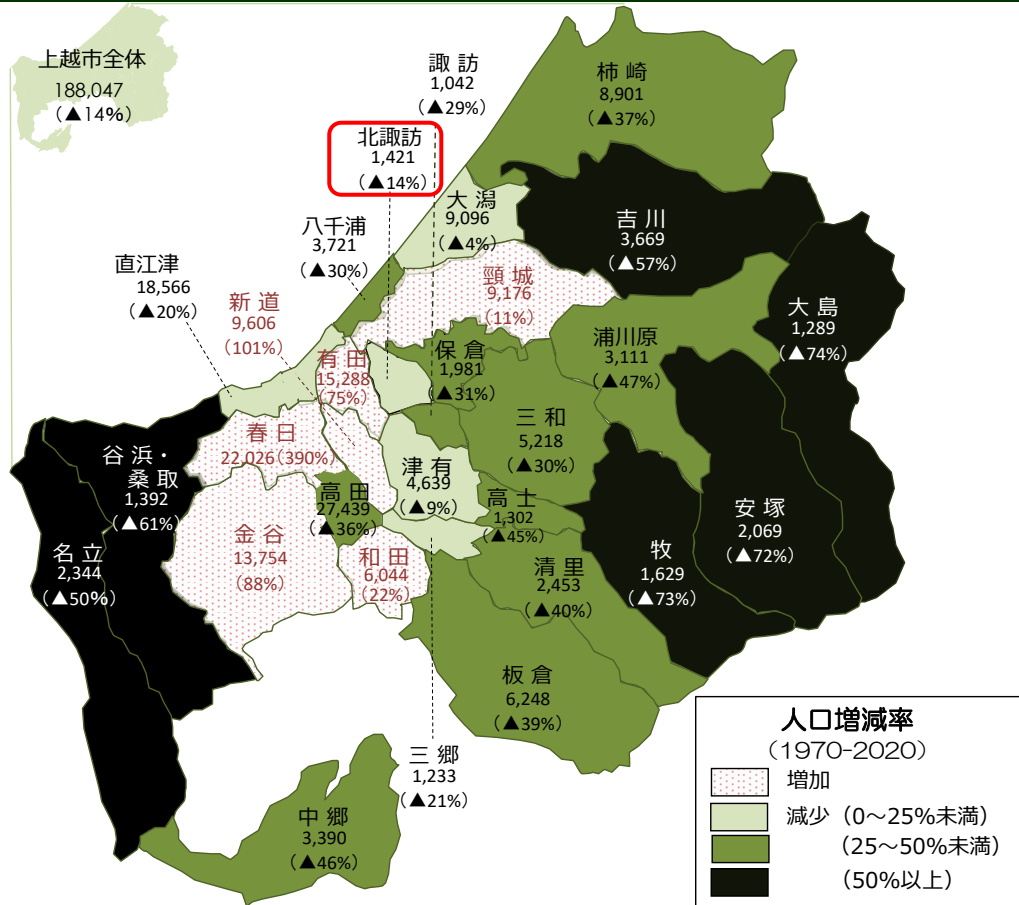 上越市全体
188,047
(▲14%)
諏訪
1,042
(▲29%)
柿崎
8,901
(▲37%)
北諏訪
1,421
(▲14%)
大潟
9,096
(▲4%)
吉川
3,669
(▲57%)
八千浦
3,721
(▲30%)
直江津
18,566
(▲20%)
新道
9,606
(101%)
頸城
9,176
(11%)
大島
1,289
(▲74%)
有田
15,288
(75%)
保倉
1,981
(▲31%)
浦川原
3,111
(▲47%)
三和
5,218
(▲30%)
春日
22,026(390%)
谷浜・
桑取
1,392
(▲61%)
津有
4,639
(▲9%)
高田
27,439
(▲36%)
高士
1,302
(▲45%)
安塚
2,069
(▲72%)
金谷
13,754
(88%)
名立
2,344
(▲50%)
和田
6,044
(22%)
清里
2,453
(▲40%)
牧
1,629
(▲73%)
板倉
6,248
(▲39%)
三郷
1,233
(▲21%)
中郷
3,390
(▲46%)
人口増減率
(1970-2020)
増加
減少(0～25%未満)
(25～50%未満)
(50%以上)